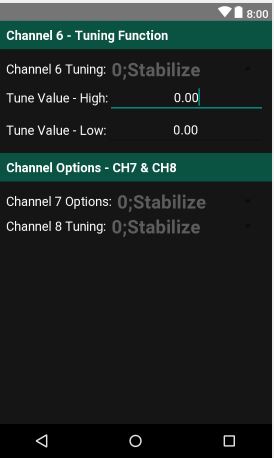 8:00
Channel 6 - Tuning Function
Channel 6 Tuning: 0;Stabilize
Tune Value - High: 0.00
Tune Value - Low: 0.00
Channel Options - CH7 & CH8
Channel 7 Options: 0;Stabilize
Channel 8 Tuning: 0;Stabilize